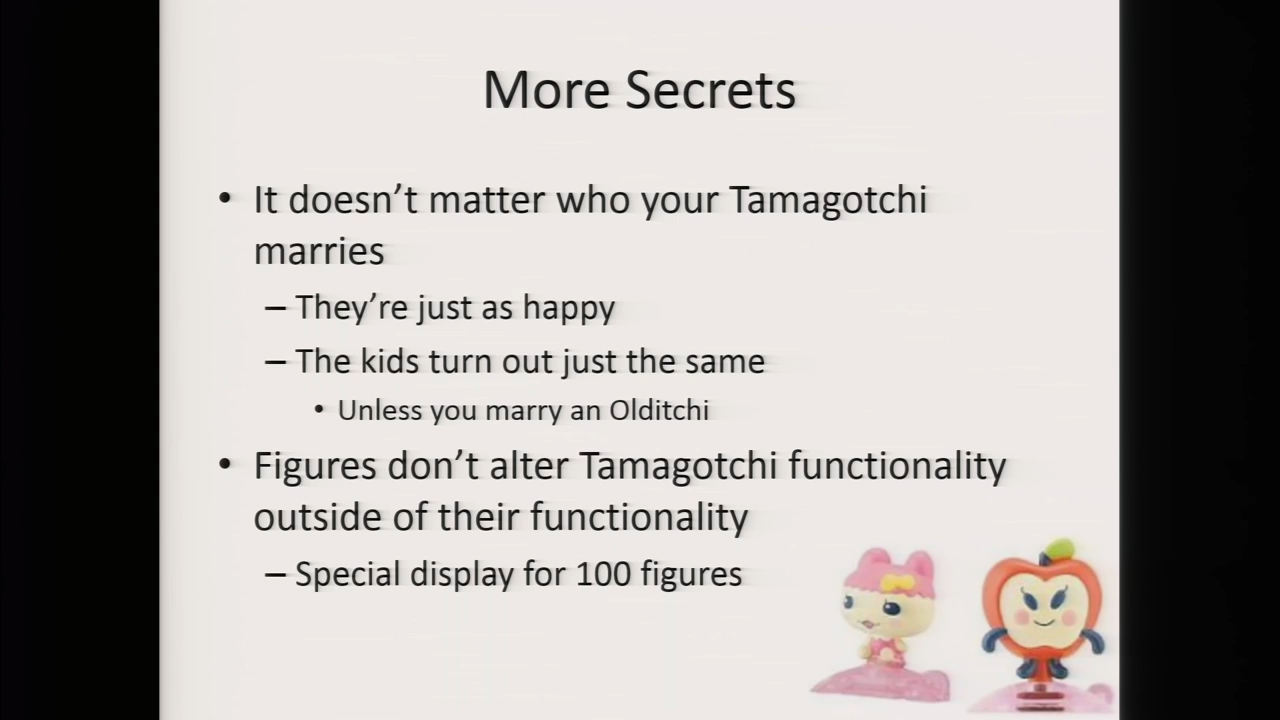 More Secrets
• It doesn't matter who your Tamagotchi
marries
– They're just as happy
– The kids turn out just the same
• Unless you marry an Olditchi
• Figures don't alter Tamagotchi functionality
outside of their functionality
– Special display for 100 figures